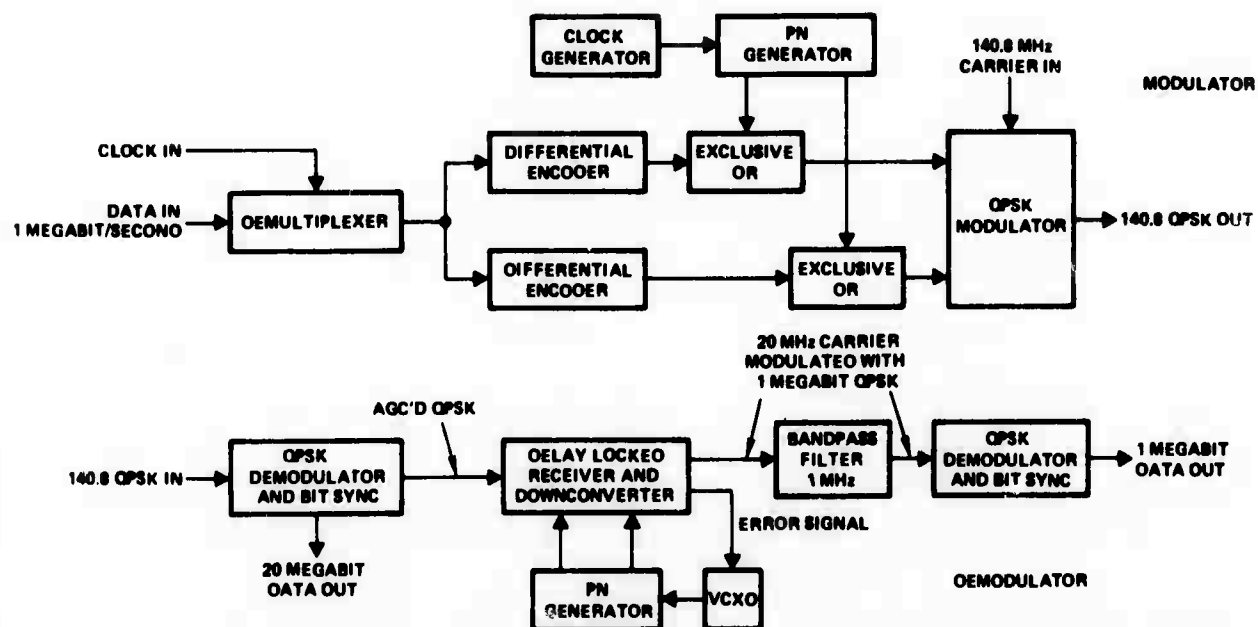 CLOCK
GENERATOR
PN
GENERATOR
140.8 MHz
CARRIER IN
MODULATOR
CLOCK IN
DATA IN
1 MEGABIT/SECONO
OEMULTIPLEXER
DIFFERENTIAL
ENCOOER
EXCLUSIVE
OR
QPSK
MODULATOR
140.8 QPSK OUT
OIFFERENTIAL
ENCOOER
EXCLUSIVE
OR
20 MHz CARRIER
MODULATED WITH
1 MEGABIT QPSK
AGC'D QPSK
140.8 QPSK IN
QPSK
DEMODULATOR
AND BIT SYNC
OELAY LOCKEO
RECEIVER AND
DOWNCONVERTER
BANDPASS
FILTER
1 MHz
QPSK
DEMODULATOR
AND BIT SYNC
1 MEGABIT
DATA OUT
ERROR SIGNAL
20 MEGABIT
OATA OUT
PN
GENERATOR
VCXO
OEMODULATOR